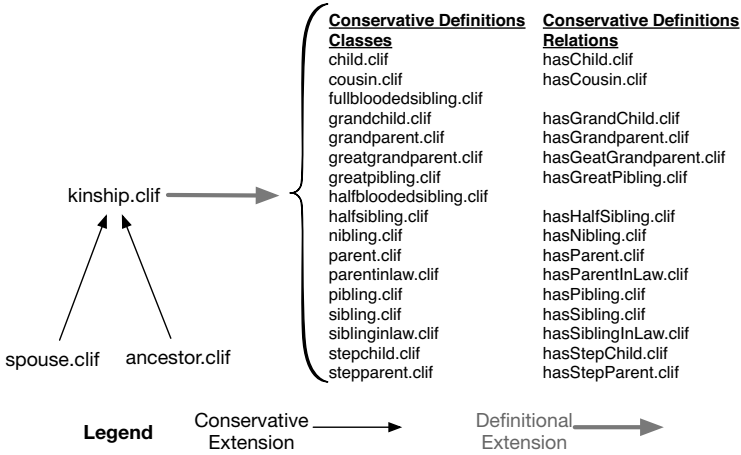 Conservative Definitions Conservative Definitions
Classes Relations
child.clif hasChild.clif
cousin.clif hasCousin.clif
fullbloodedsibling.clif
grandchild.clif hasGrandChild.clif
grandparent.clif hasGrandparent.clif
greatgrandparent.clif hasGeatGrandparent.clif
greatpibling.clif hasGreatPibling.clif
kinship.clif
halfbloodedsibling.clif
halfsibling.clif hasHalfSibling.clif
nibling.clif hasNibling.clif
parent.clif hasParent.clif
parentinlaw.clif hasParentInLaw.clif
pibling.clif hasPibling.clif
sibling.clif hasSibling.clif
siblinginlaw.clif hasSiblingInLaw.clif
spouse.clif ancestor.clif
stepchild.clif hasStepChild.clif
stepparent.clif hasStepParent.clif
Legend
Conservative
Extension
Definitional
Extension